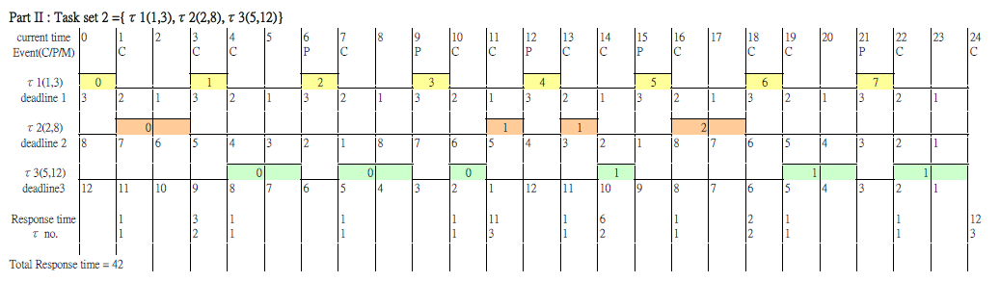 Part II : Task set 2 ={ τ 1(1,3), τ 2(2,8), τ 3(5,12)}
current time 0 1 2 3 4 5 6 7 8 9 10 11 12 13 14 15 16 17 18 19 20 21 22 23 24
Event(C/P/M) C C C P C P C C P C C P C C C P C C
τ 1(1,3) 0 1 2 3 4 5 6 7
deadline 1 3 2 1 3 2 1 3 2 1 3 2 1 3 2 1 3 2 1 3 2 1 3 2 1
τ 2(2,8) 0 1 1 2
deadline 2 8 7 6 5 4 3 2 1 8 7 6 5 4 3 2 1 8 7 6 5 4 3 2 1
τ 3(5,12) 0 0 0 1 1 1
deadline3 12 11 10 9 8 7 6 5 4 3 2 1 12 11 10 9 8 7 6 5 4 3 2 1
Response time 1 3 1 1 1 11 1 6 1 2 1 1 12
τ no. 1 2 1 1 1 3 1 2 1 2 1 1 3
Total Response time = 42